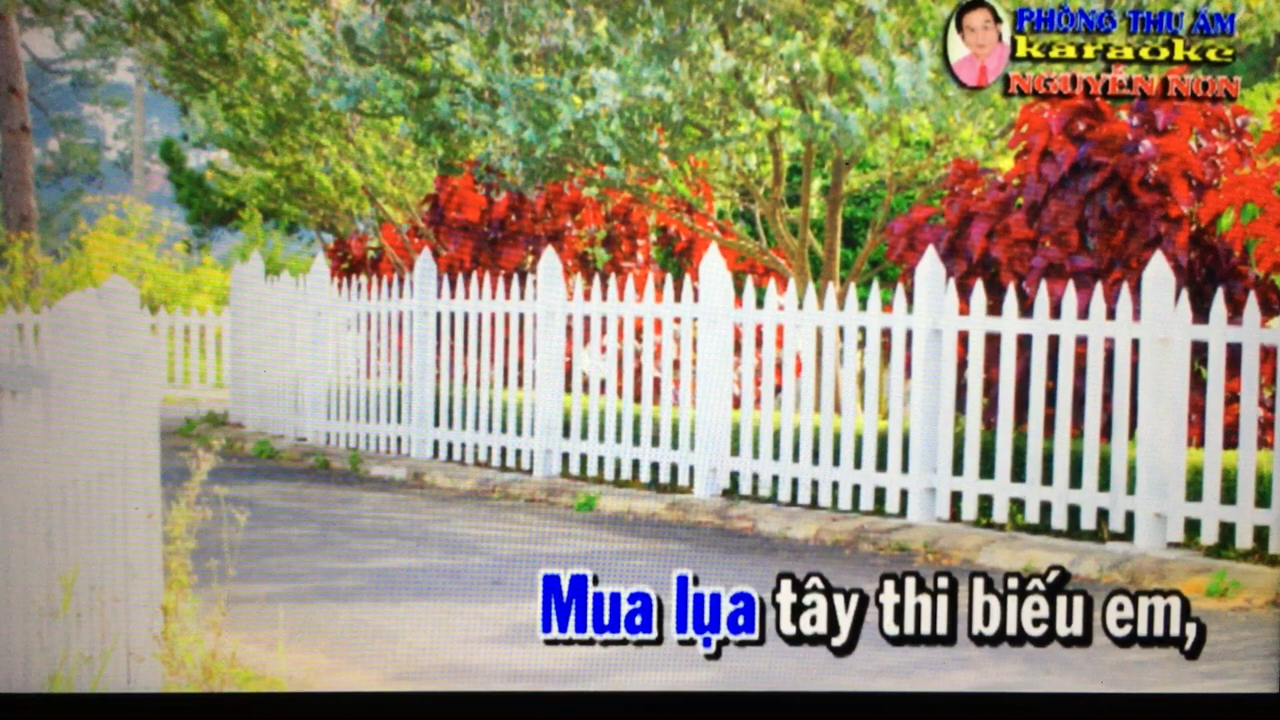 PHÒNG THU ÂM
karaoke
NGUYỄN NON
Mua lụa tây thi biếu em,